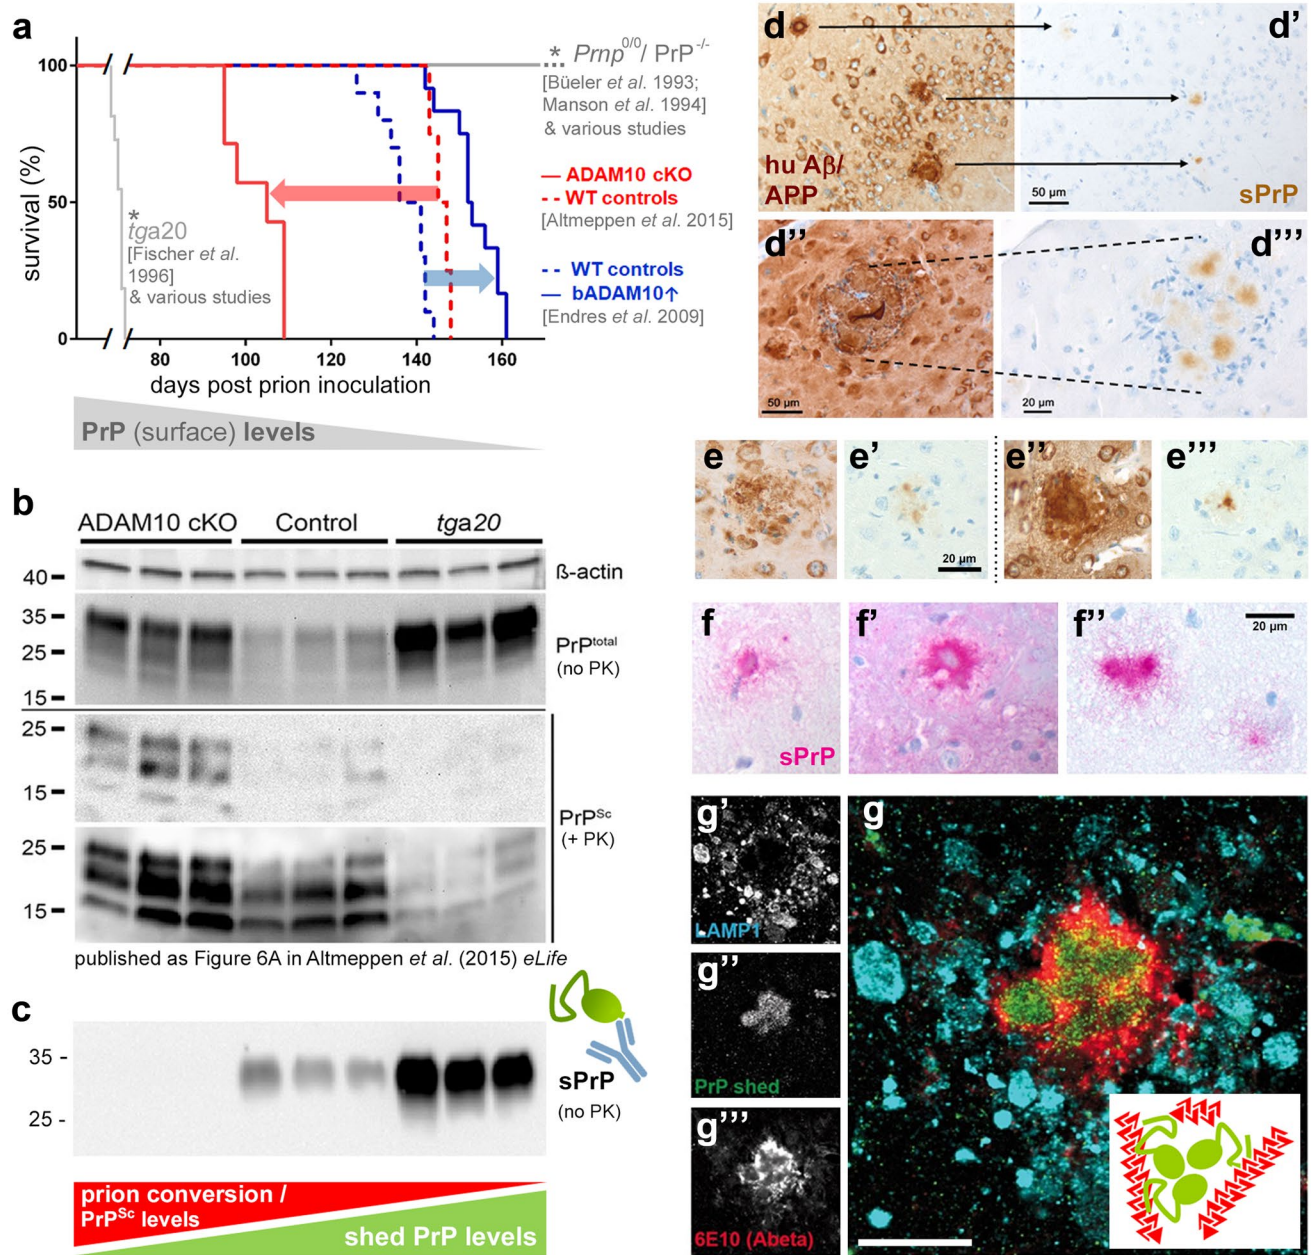 a
survival (%)
100
50
0
80
100
120
140
160
days post prion inoculation
* Prnp0/0/ PrP-/-
[Büeler et al. 1993;
Manson et al. 1994]
& various studies
ADAM10 cKO
WT controls
[Altmeppen et al. 2015]
WT controls
bADAM10↑
[Endres et al. 2009]
*
tga20
[Fischer et al.
1996]
& various studies
PrP (surface) levels
b
ADAM10 cKO
Control
tga20
40
ß-actin
35
25
15
PrPtotal
(no PK)
25
15
25
15
PrPSc
(+ PK)
published as Figure 6A in Altmeppen et al. (2015) eLife
c
35 -
25 -
sPrP
(no PK)
prion conversion /
PrPSc levels
shed PrP levels
d
hu Aβ/
APP
d’
50 µm
sPrP
d’’
50 µm
d’’’
20 µm
e
e’
20 µm
e’’
e’’’
f
sPrP
f’
f’’
20 µm
g’
LAMP1
g’’
PrP shed
g’’’
6E10 (Abeta)
g